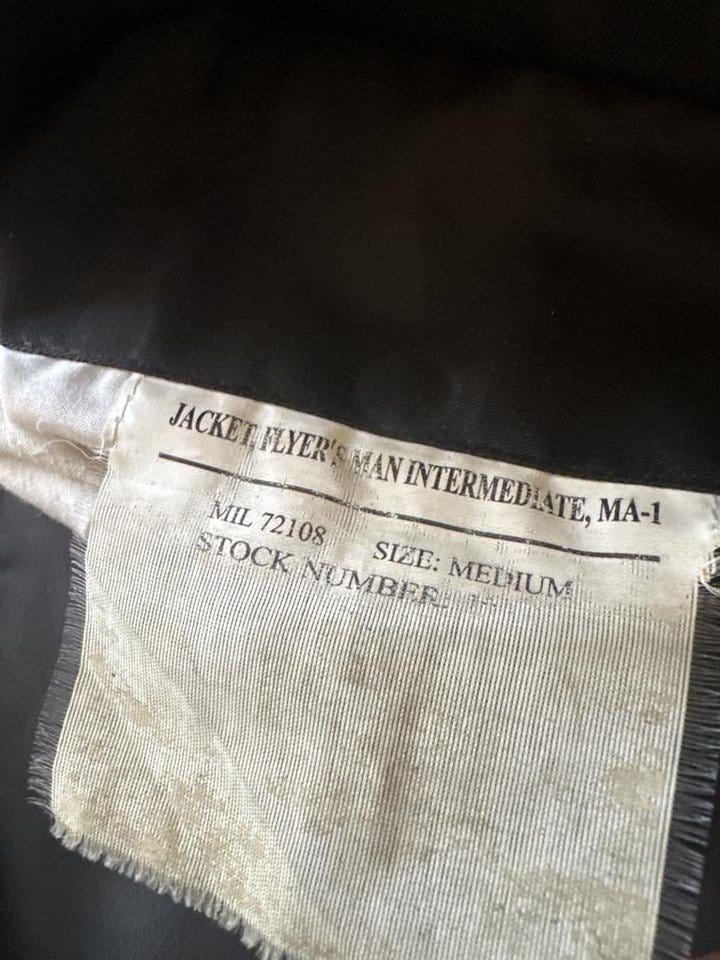 JACKET, FLYER'S MAN INTERMEDIATE, MA-1
MIL 72108 SIZE: MEDIUM
STOCK NUMBER: